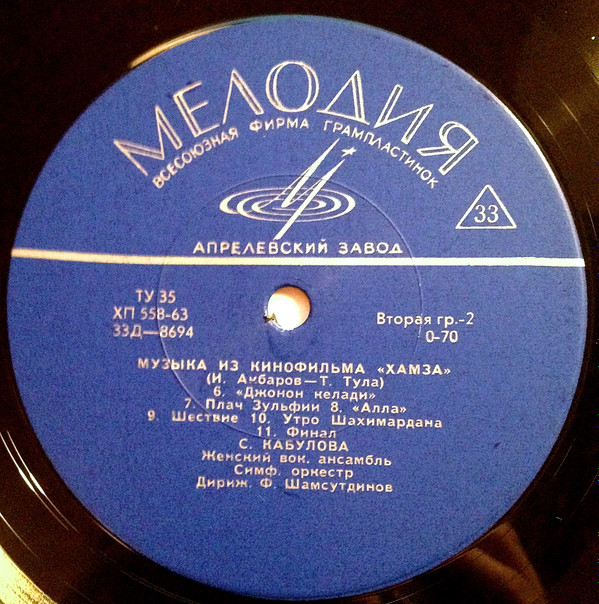 МЕЛОДИЯ
ВСЕСОЮЗНАЯ ФИРМА ГРАМПЛАСТИНОК
33
АПРЕЛЕВСКИЙ ЗАВОД
ТУ 35
ХП 558-63
33Д—8694
Вторая гр.-2
0-70
МУЗЫКА ИЗ КИНОФИЛЬМА «ХАМЗА»
(И. Амбаров—Т. Тула)
6. «Джонон келади»
7. Плач Зульфии 8. «Алла»
9. Шествие 10. Утро Шахимардана
11. Финал
С. КАБУЛОВА
Женский вок. ансамбль
Симф. оркестр
Дириж. Ф. Шамсутдинов